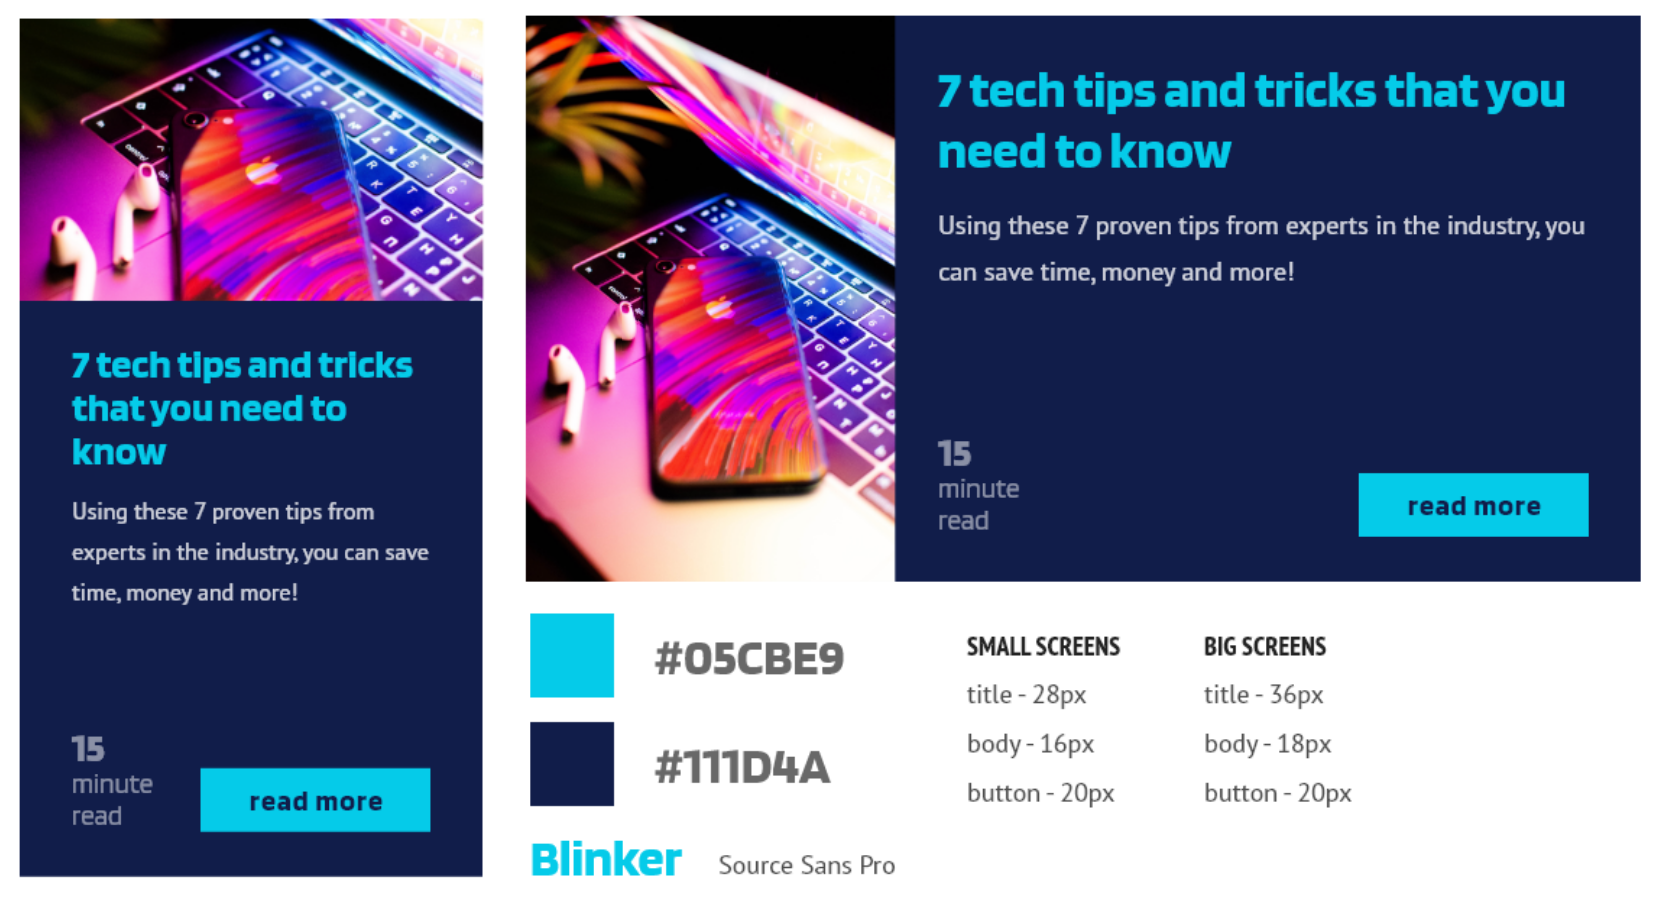 7 tech tips and tricks
that you need to
know
Using these 7 proven tips from
experts in the industry, you can save
time, money and more!
15
minute
read
read more
7 tech tips and tricks that you
need to know
Using these 7 proven tips from experts in the industry, you
can save time, money and more!
15
minute
read
read more
#05CBE9
#111D4A
Blinker
Source Sans Pro
SMALL SCREENS
title - 28px
body - 16px
button - 20px
BIG SCREENS
title - 36px
body - 18px
button - 20px